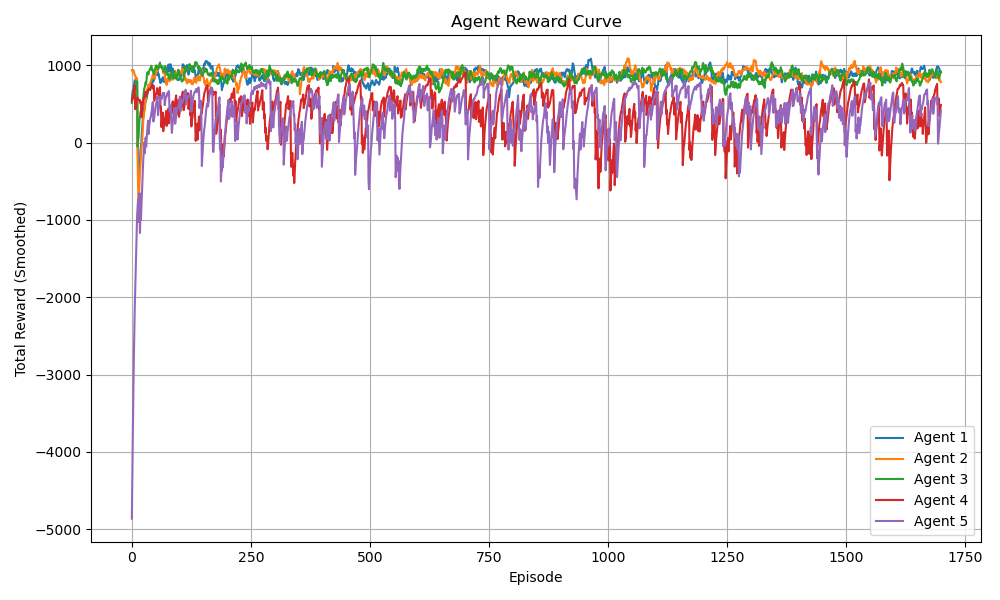 Agent Reward Curve
1000
0
−1000
−2000
−3000
−4000
−5000
Total Reward (Smoothed)
Agent 1
Agent 2
Agent 3
Agent 4
Agent 5
0 250 500 750 1000 1250 1500 1750
Episode